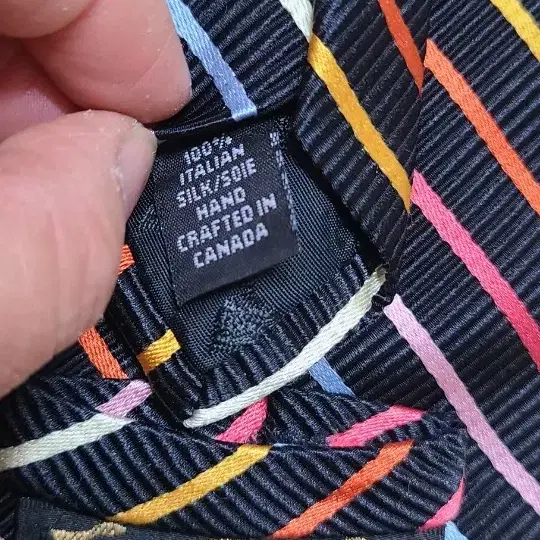 100%
ITALIAN
SILK/SOIE
HAND
CRAFTED IN
CANADA